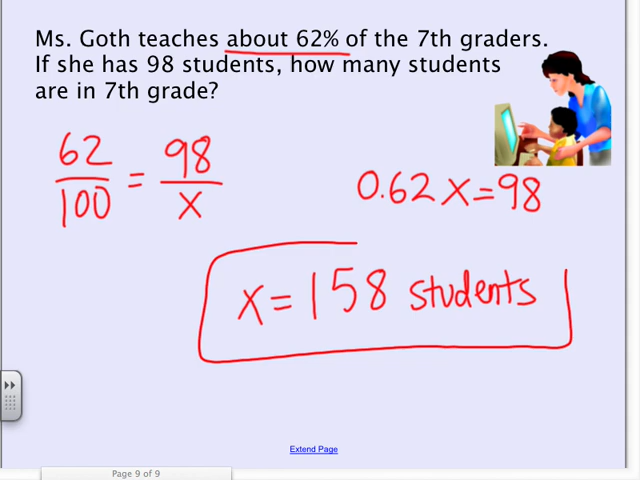 Ms. Goth teaches about 62% of the 7th graders.
If she has 98 students, how many students
are in 7th grade?
62/100 = 98/x
0.62x=98
x=158 students
Extend Page
Page 9 of 9